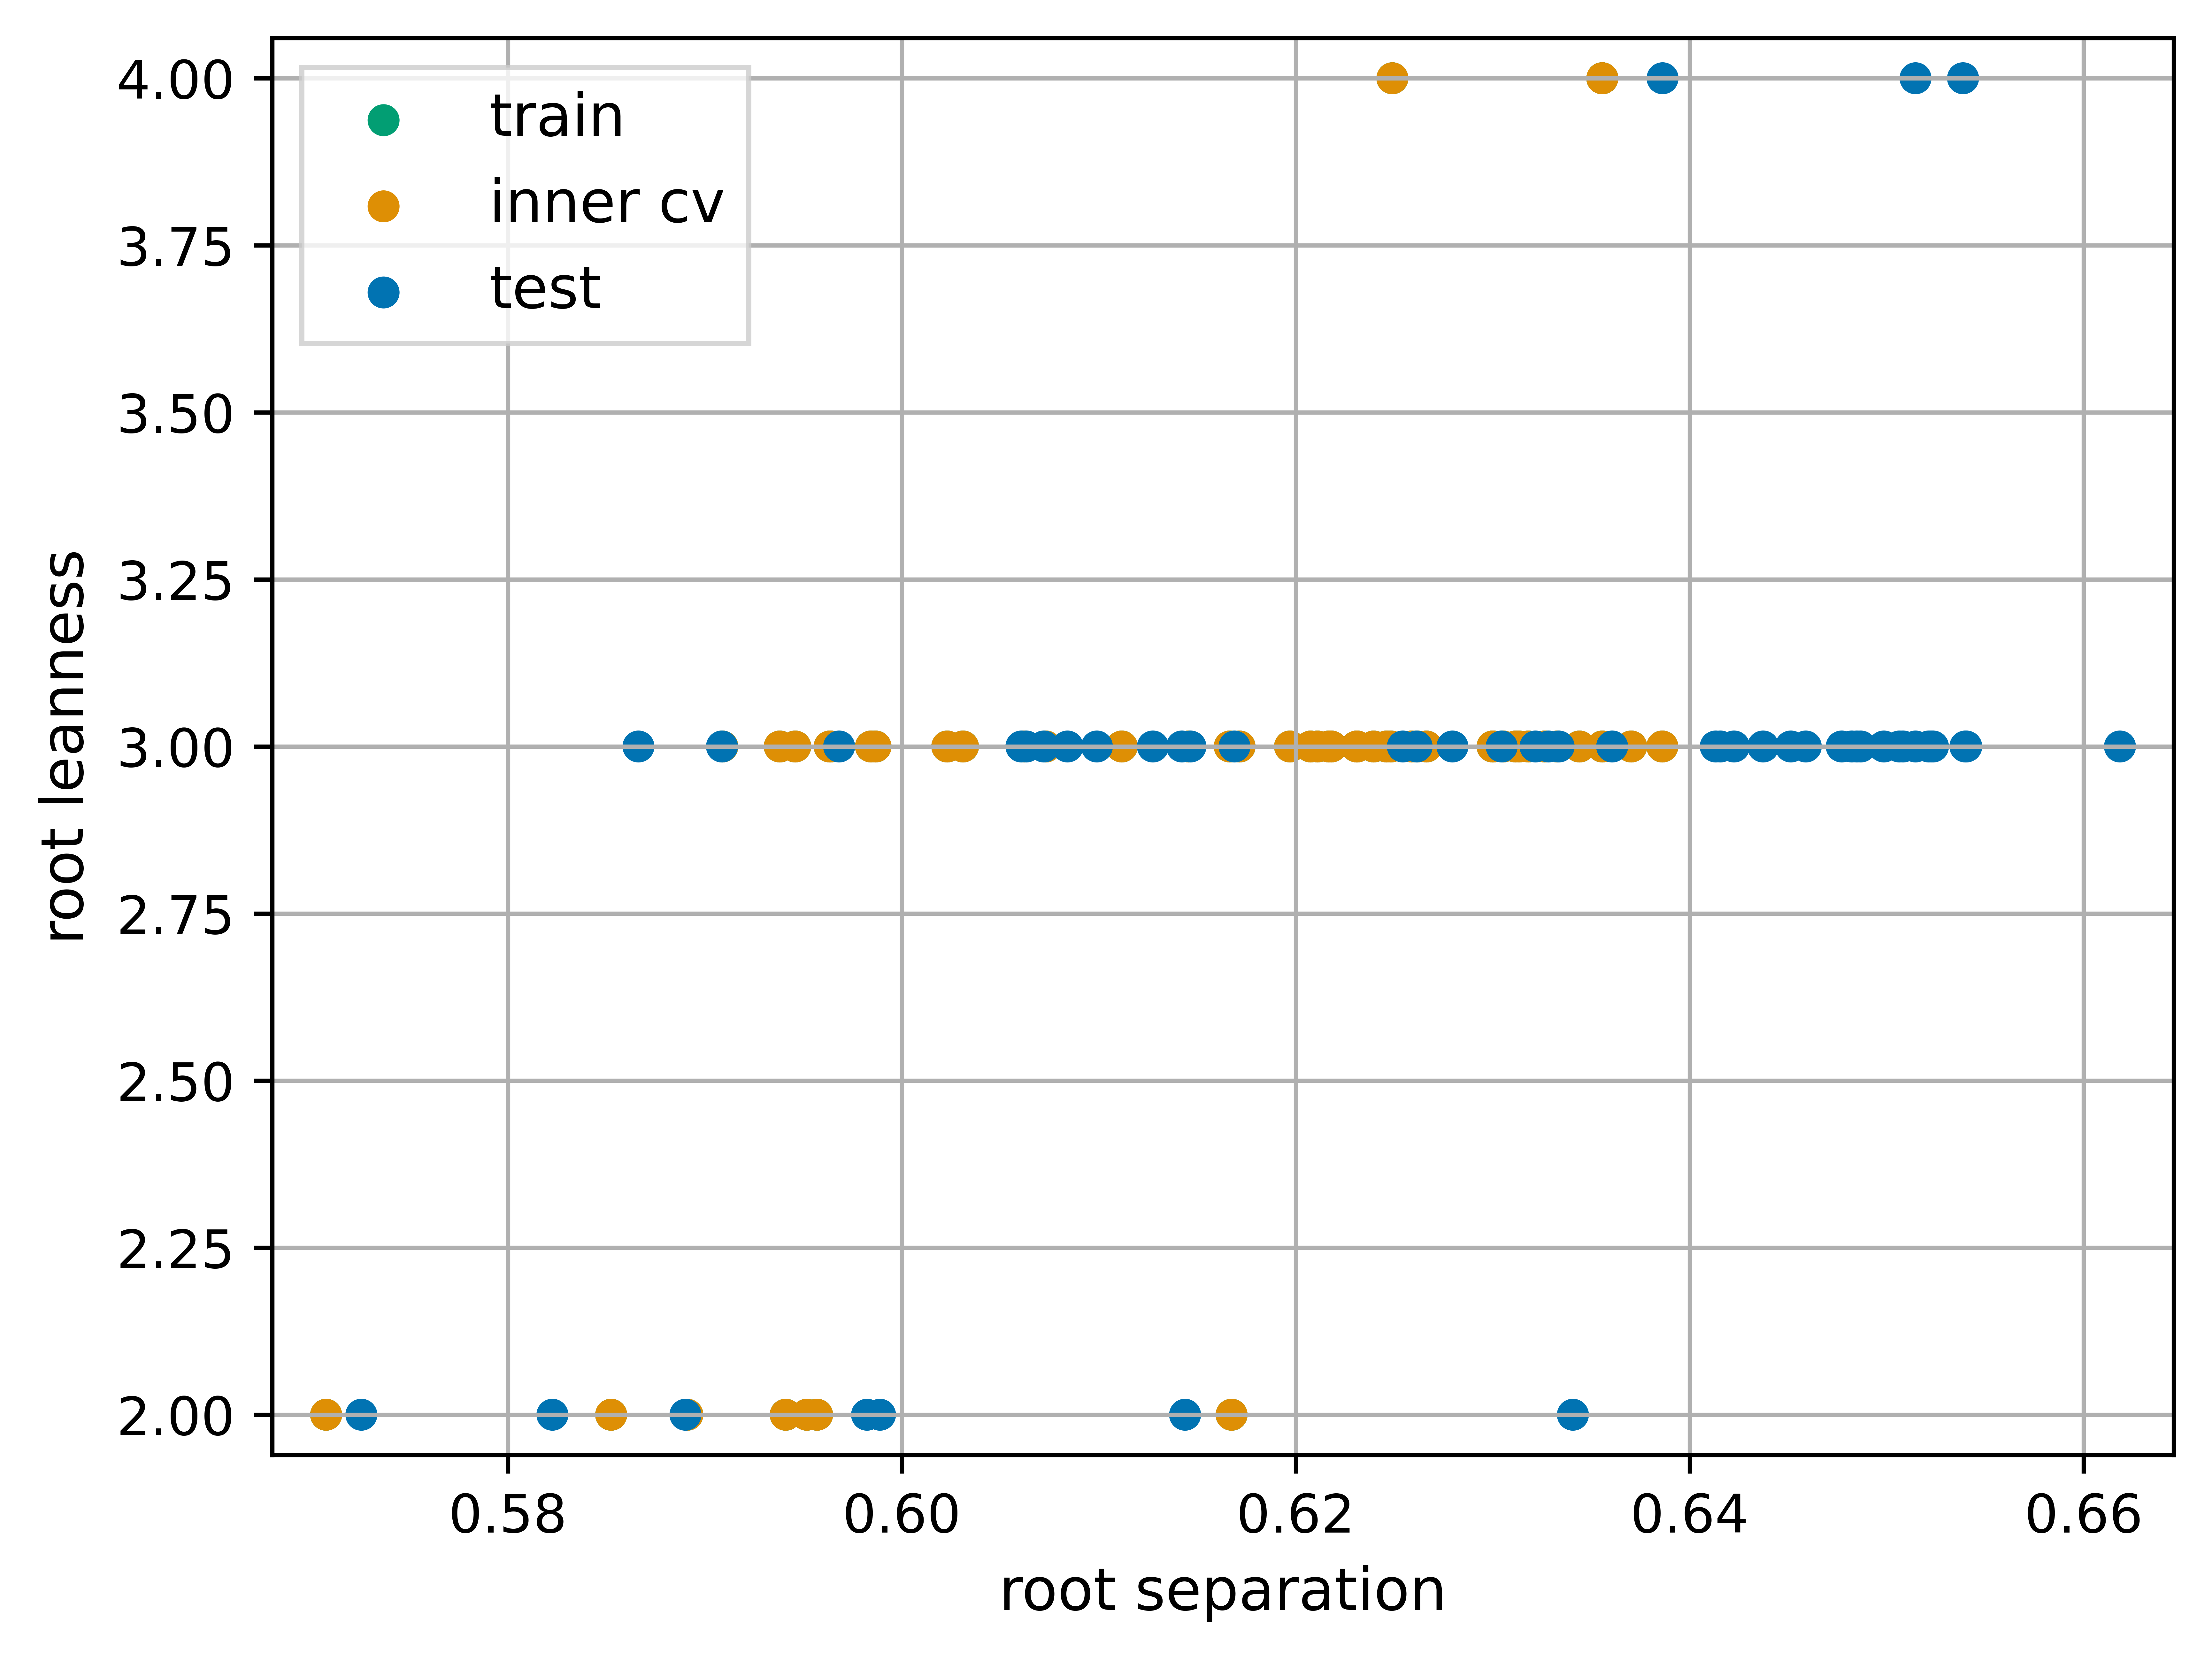 train
inner cv
test
4.00
3.75
3.50
3.25
3.00
2.75
2.50
2.25
2.00
root leanness
0.58 0.60 0.62 0.64 0.66
root separation